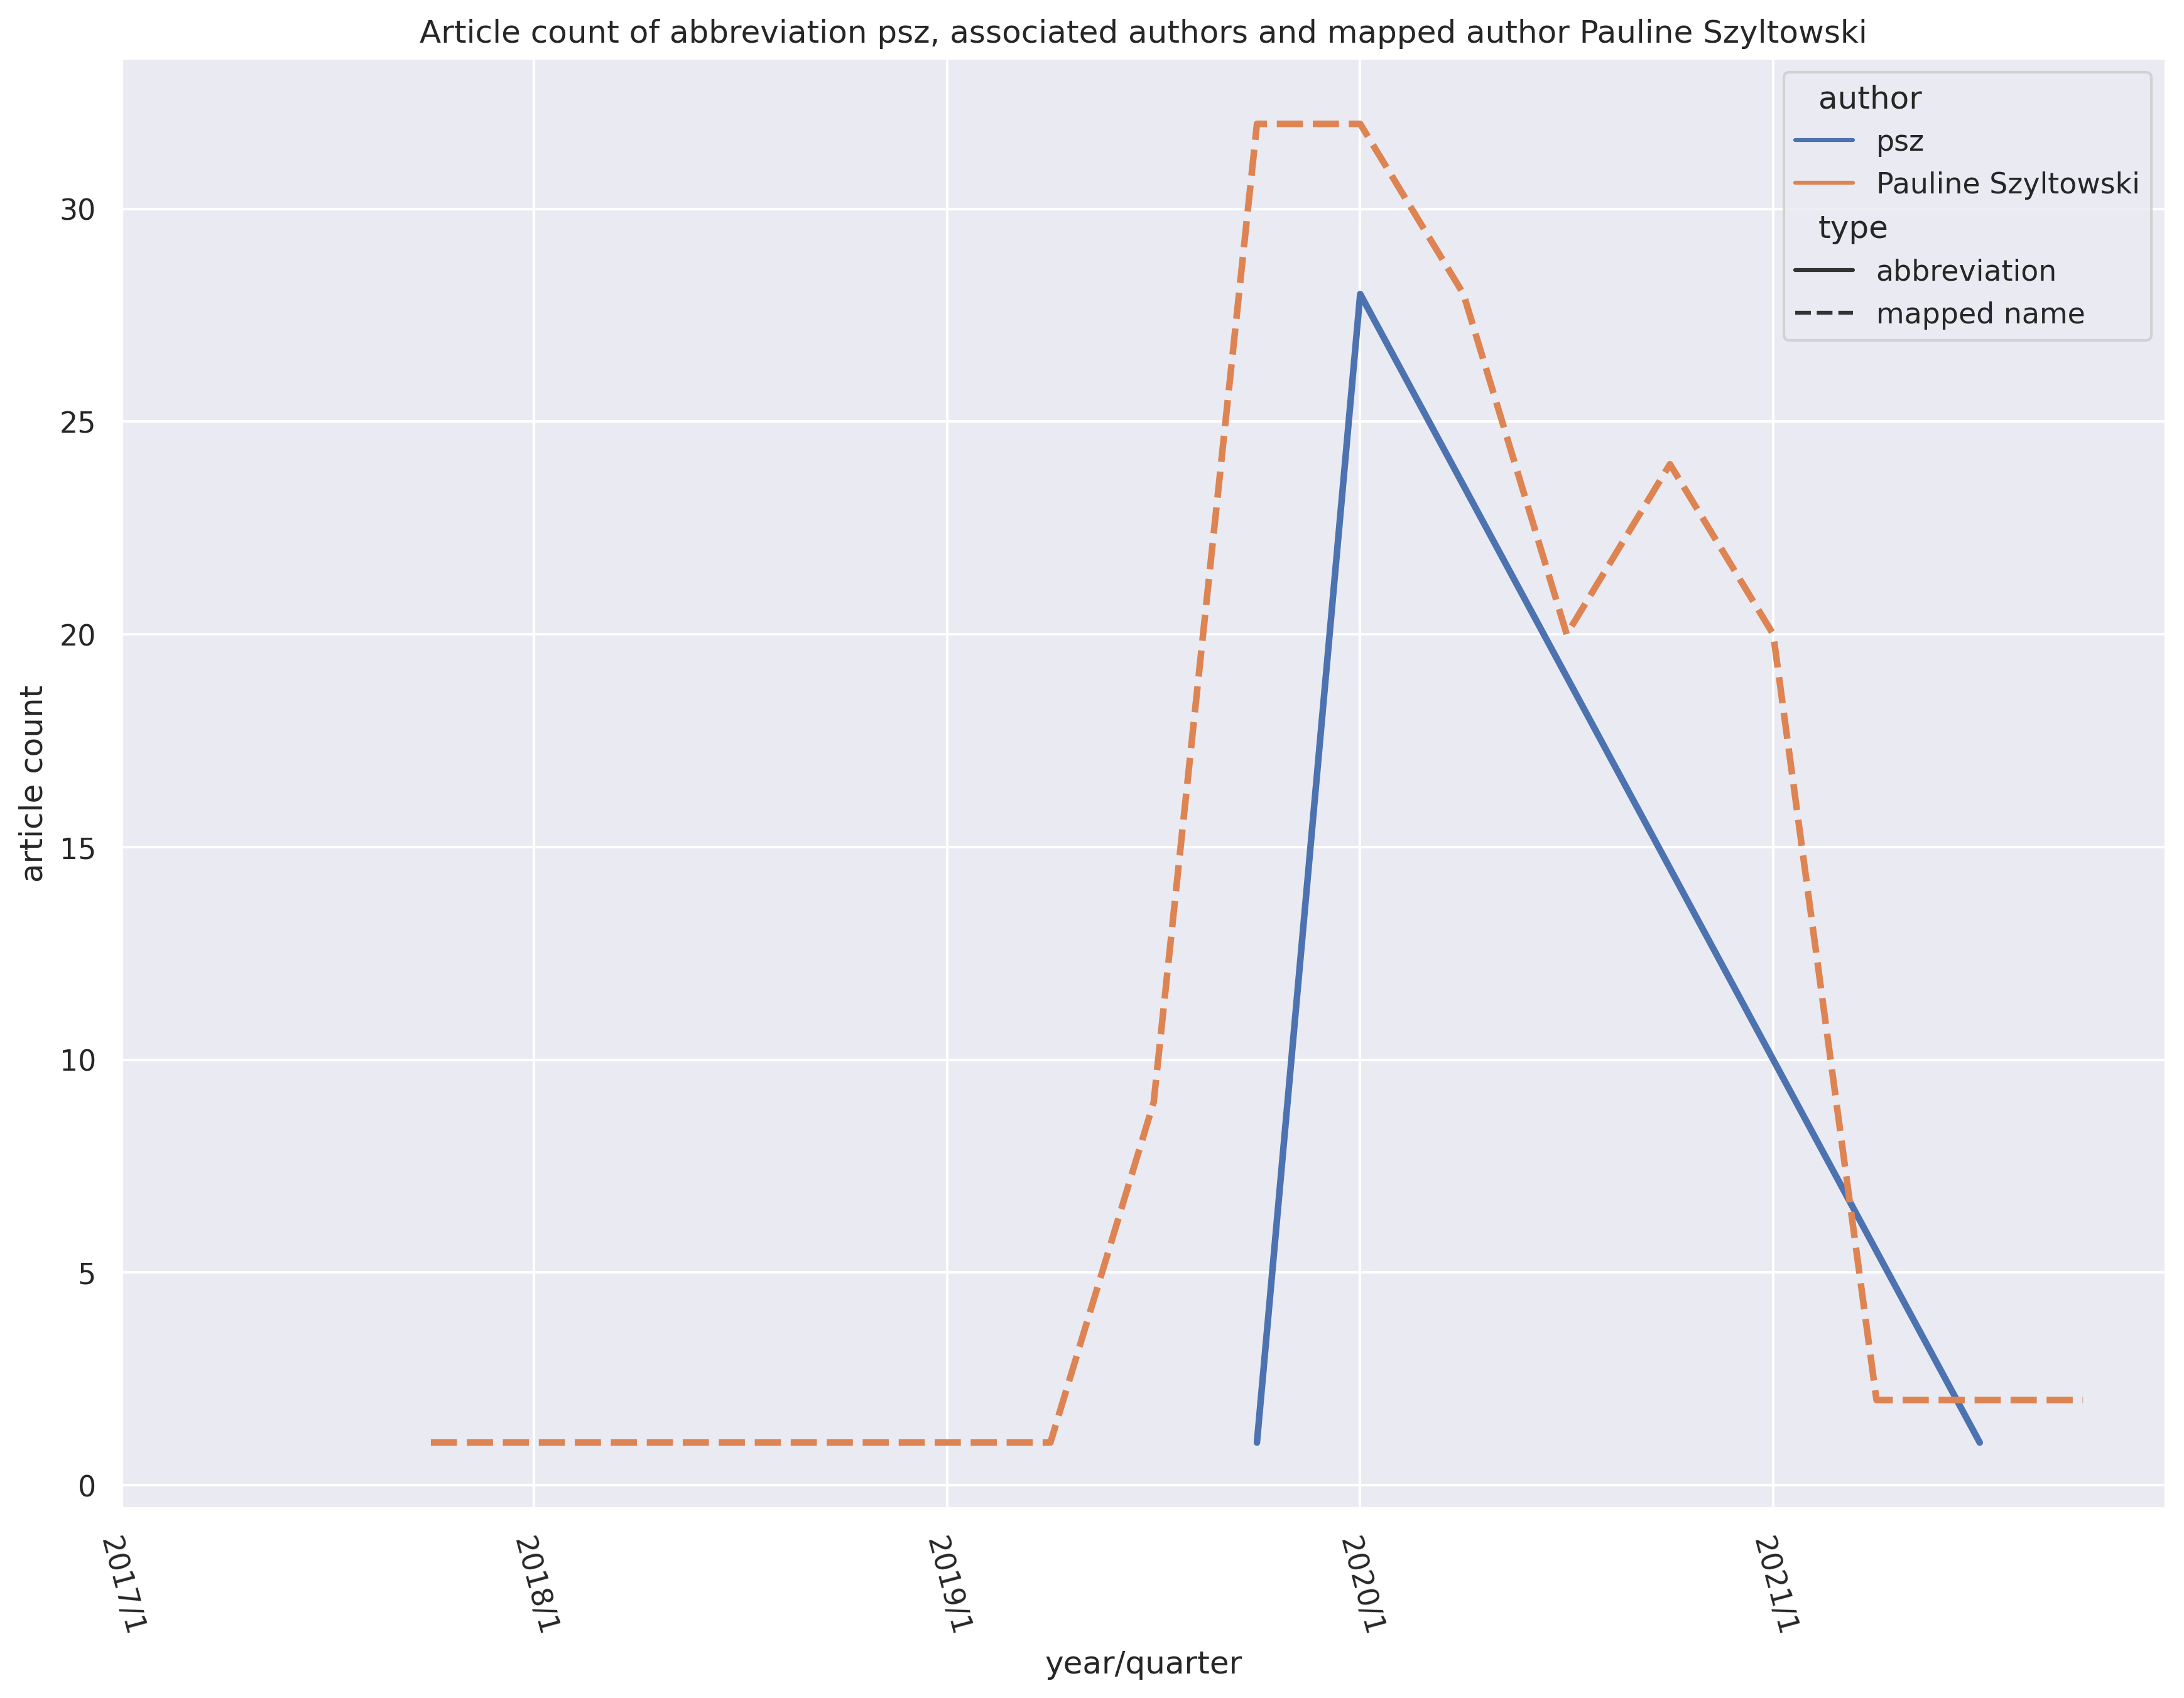 Article count of abbreviation psz, associated authors and mapped author Pauline Szyltowski
author
psz
Pauline Szyltowski
type
abbreviation
mapped name
article count
30
25
20
15
10
5
0
2017/1
2018/1
2019/1
2020/1
2021/1
year/quarter